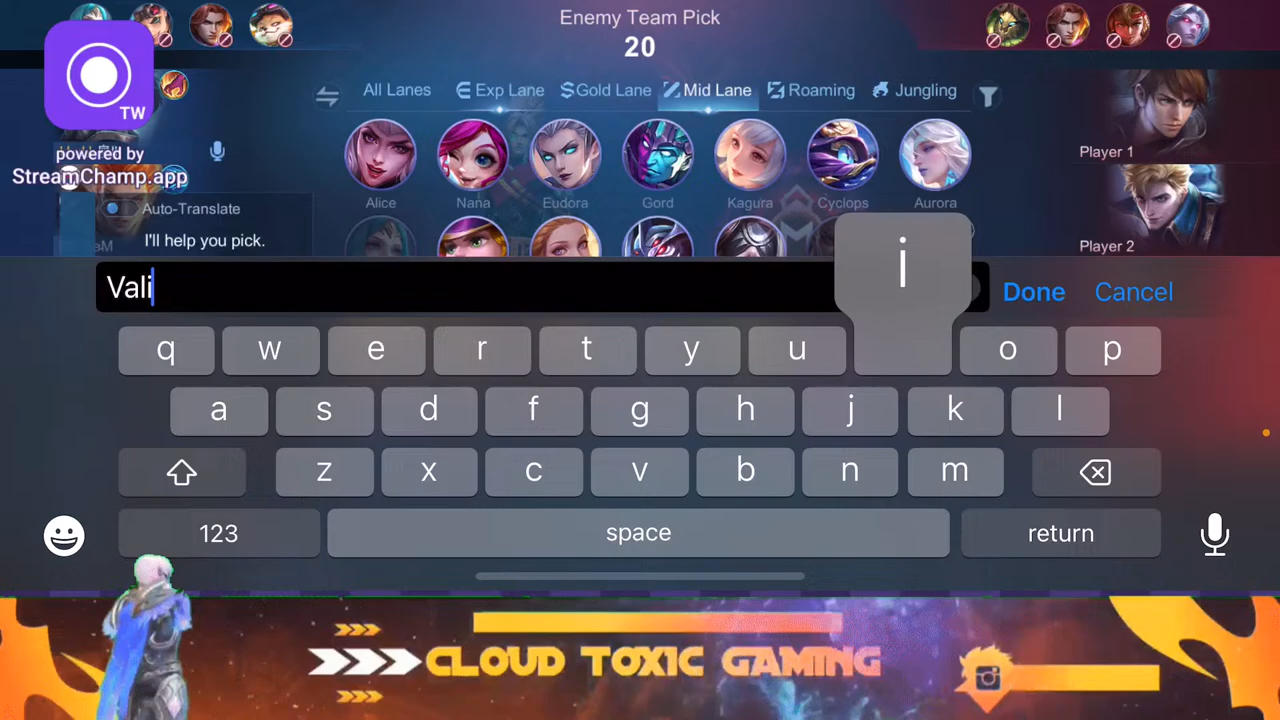 Enemy Team Pick
20
TW
powered by
StreamChamp.app
All Lanes
Exp Lane
Gold Lane
Mid Lane
Roaming
Jungling
Alice
Nana
Eudora
Gord
Kagura
Cyclops
Aurora
Player 1
Player 2
Auto-Translate
I'll help you pick.
Vali
i
Done
Cancel
q w e r t y u o p
a s d f g h j k l
z x c v b n m
123
space
return
CLOUD TOXIC GAMING